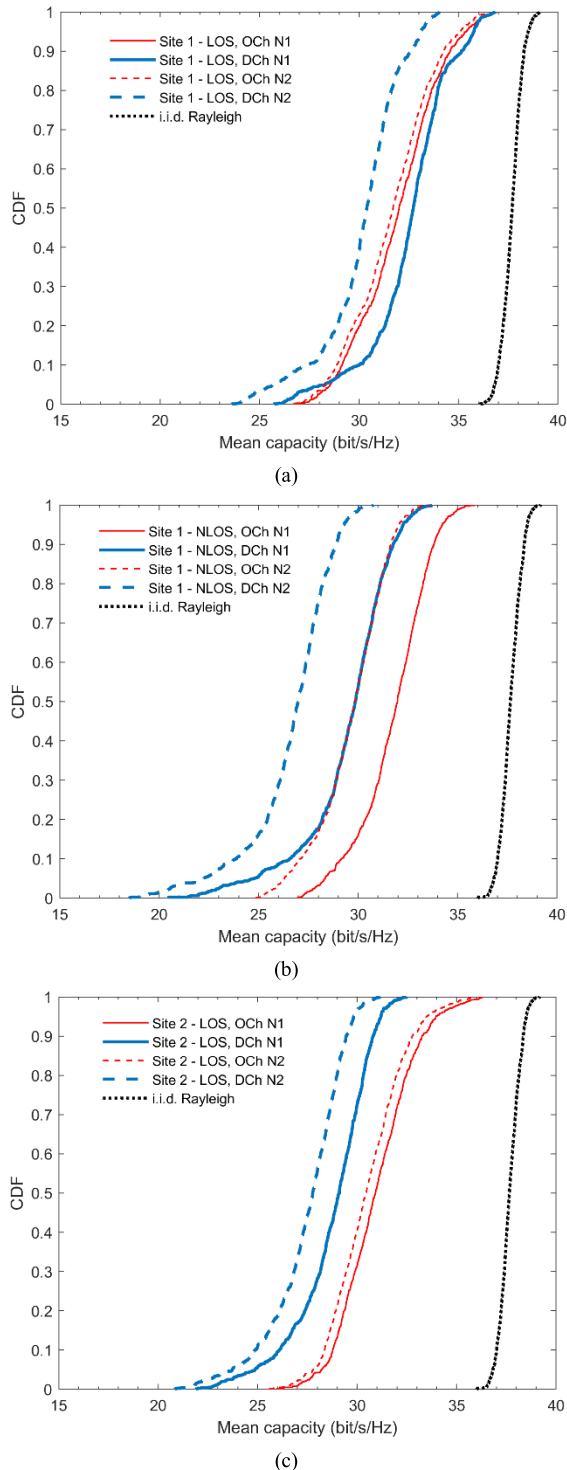 1
0.9
0.8
0.7
0.6
0.5
0.4
0.3
0.2
0.1
0
CDF
Site 1 - LOS, OCh N1
Site 1 - LOS, DCh N1
Site 1 - LOS, OCh N2
Site 1 - LOS, DCh N2
i.i.d. Rayleigh
15 20 25 30 35 40
Mean capacity (bit/s/Hz)
(a)
1
0.9
0.8
0.7
0.6
0.5
0.4
0.3
0.2
0.1
0
CDF
Site 1 - NLOS, OCh N1
Site 1 - NLOS, DCh N1
Site 1 - NLOS, OCh N2
Site 1 - NLOS, DCh N2
i.i.d. Rayleigh
15 20 25 30 35 40
Mean capacity (bit/s/Hz)
(b)
1
0.9
0.8
0.7
0.6
0.5
0.4
0.3
0.2
0.1
0
CDF
Site 2 - LOS, OCh N1
Site 2 - LOS, DCh N1
Site 2 - LOS, OCh N2
Site 2 - LOS, DCh N2
i.i.d. Rayleigh
15 20 25 30 35 40
Mean capacity (bit/s/Hz)
(c)